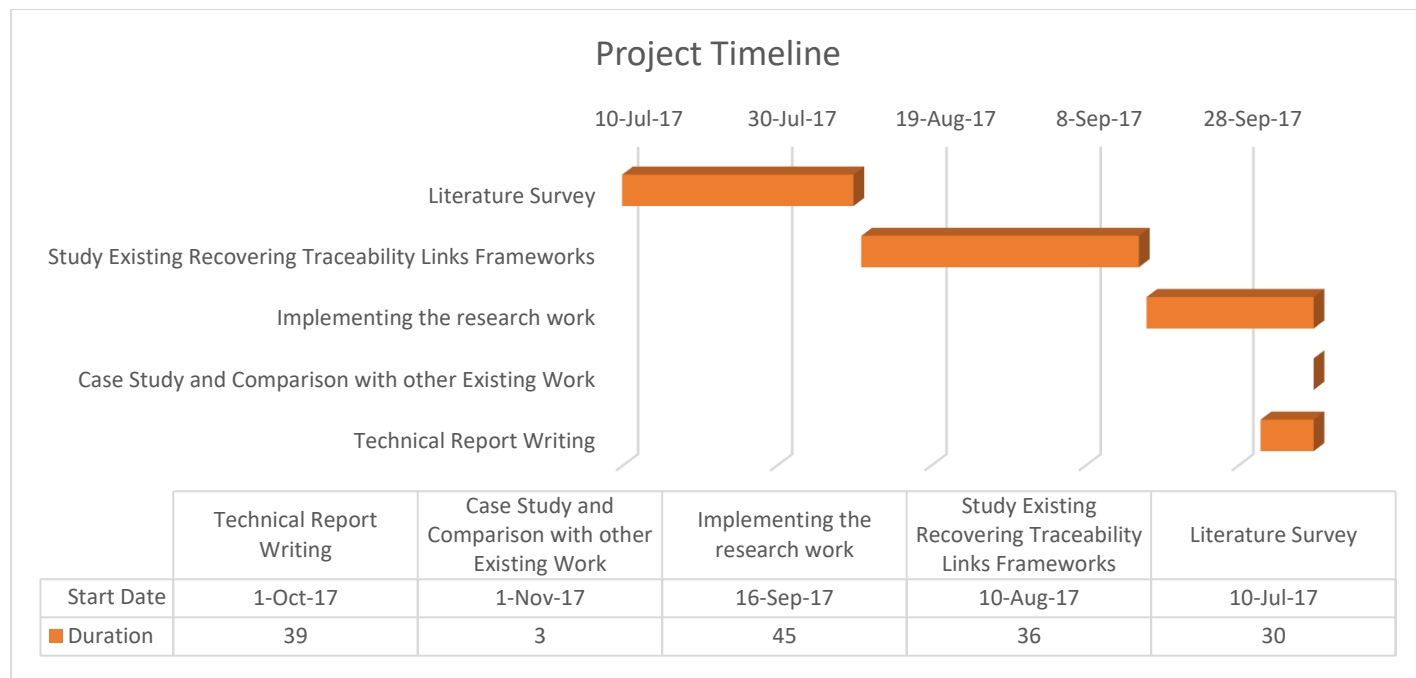 Project Timeline
10-Jul-17 30-Jul-17 19-Aug-17 8-Sep-17 28-Sep-17
Literature Survey
Study Existing Recovering Traceability Links Frameworks
Implementing the research work
Case Study and Comparison with other Existing Work
Technical Report Writing
Technical Report
Writing
Case Study and
Comparison with other
Existing Work
Implementing the
research work
Study Existing
Recovering Traceability
Links Frameworks
Literature Survey
Start Date 1-Oct-17 1-Nov-17 16-Sep-17 10-Aug-17 10-Jul-17
Duration 39 3 45 36 30